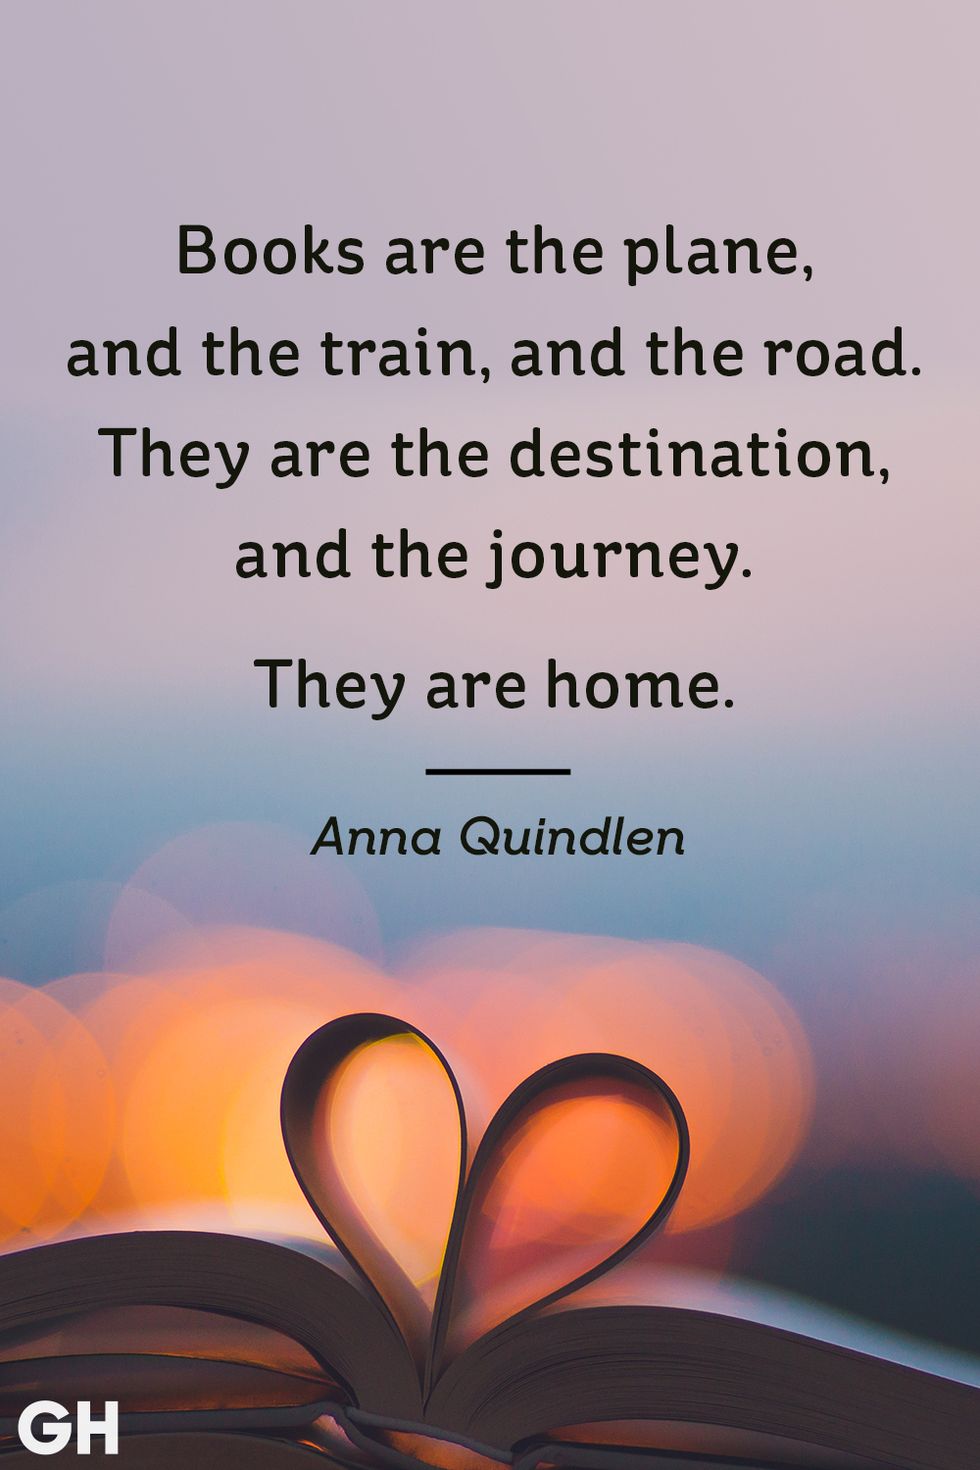 Books are the plane,
and the train, and the road.
They are the destination,
and the journey.
They are home.
Anna Quindlen
GH